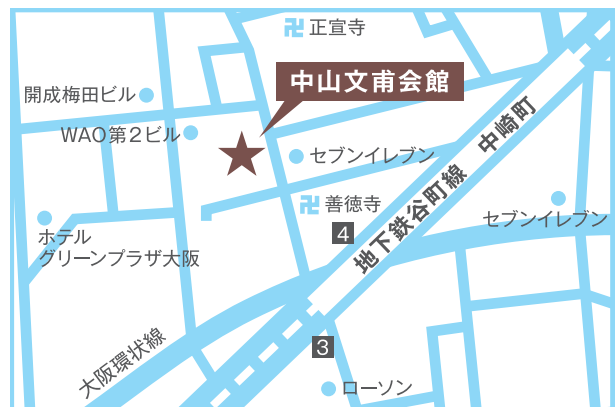 卍 正宣寺
中山文甫会館
開成梅田ビル
WAO第2ビル
セブンイレブン
地下鉄谷町線 中崎町
卍 善徳寺
セブンイレブン
4
ホテル
グリーンプラザ大阪
大阪環状線
3
ローソン